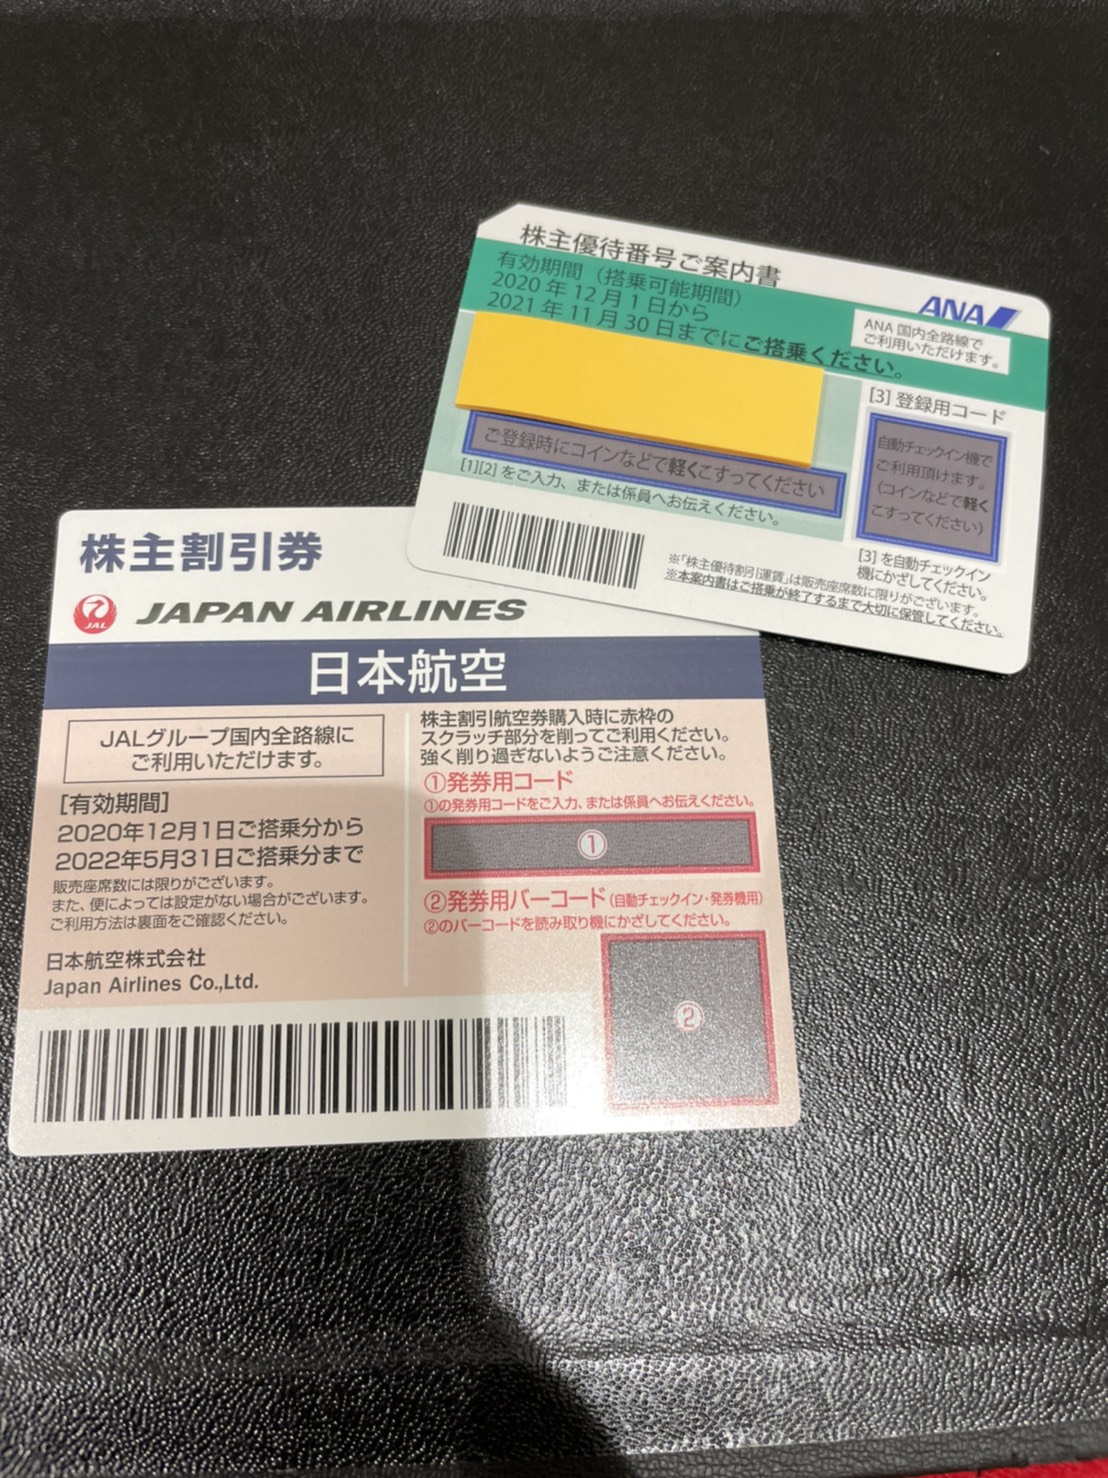 株主優待番号ご案内書
有効期間（搭乗可能期間）
2020年12月1日から
2021年11月30日までにご搭乗ください。
ANA
ANA国内全路線で
ご利用いただけます。
ご登録時にコインなどで軽くこすってください
[1][2]をご入力、または係員へお伝えください。
[3] 登録用コード
自動チェックイン機で
ご利用頂けます。
(コインなどで軽く
こすってください)
[3]を自動チェックイン
機にかざしてください。
※「株主優待割引運賃」は販売座席数に限りがございます。
※本案内書はご搭乗が終了するまで大切に保管してください。
株主割引券
JAL
JAPAN AIRLINES
日本航空
JALグループ国内全路線に
ご利用いただけます。
［有効期間］
2020年12月1日ご搭乗分から
2022年5月31日ご搭乗分まで
販売座席数には限りがございます。
また、便によっては設定がない場合がございます。
ご利用方法は裏面をご確認ください。
日本航空株式会社
Japan Airlines Co.,Ltd.
株主割引航空券購入時に赤枠の
スクラッチ部分を削ってご利用ください。
強く削り過ぎないようご注意ください。
①発券用コード
①の発券用コードをご入力、または係員へお伝えください。
①
②発券用バーコード（自動チェックイン・発券機用）
②のバーコードを読み取り機にかざしてください。
②